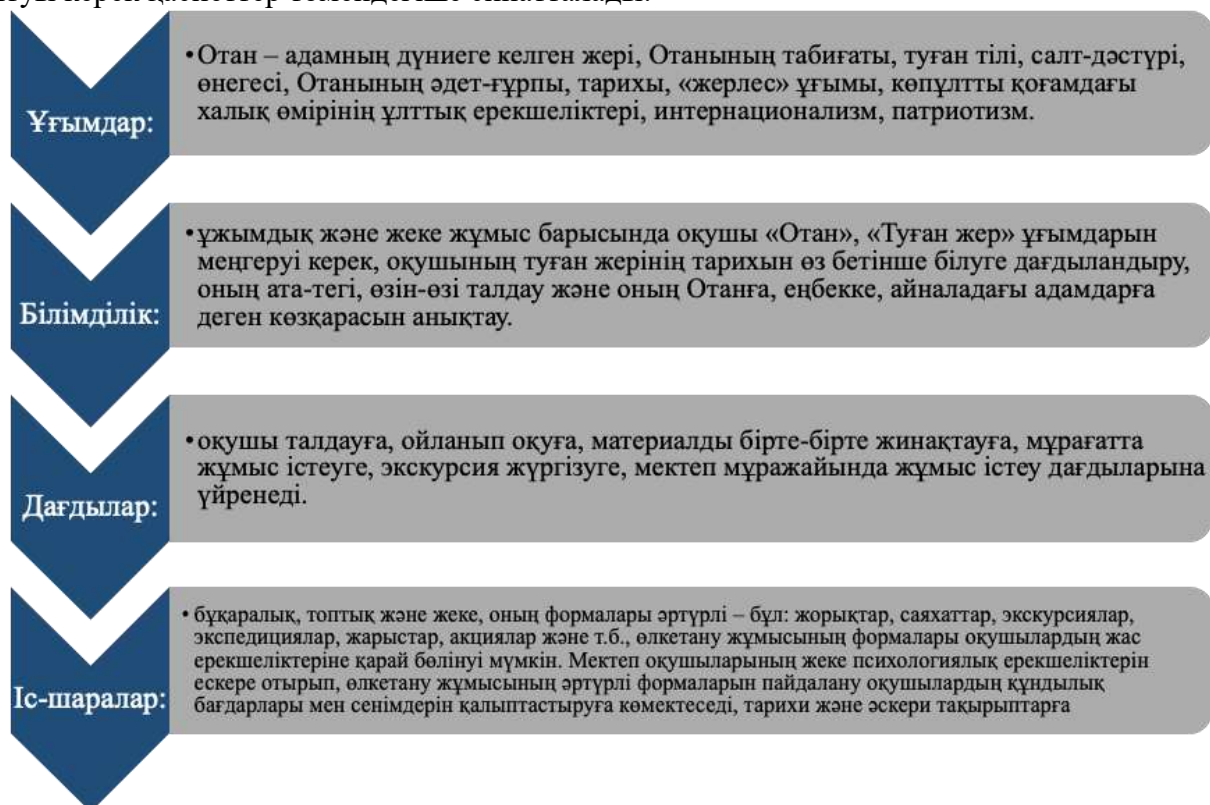 керек қасиеттер төмендегіше сипатталады:
•Отан – адамның дүниеге келген жері, Отанының табиғаты, туған тілі, салт-дәстүрі,
өнегесі, Отанының әдет-ғұрпы, тарихы, «жерлес» ұғымы, көпұлтты қоғамдағы
халық өмірінің ұлттық ерекшеліктері, интернационализм, патриотизм.
Ұғымдар:
•ұжымдық және жеке жұмыс барысында оқушы «Отан», «Туған жер» ұғымдарын
меңгеруі керек, оқушының туған жерінің тарихын өз бетінше білуге дағдыландыру,
оның ата-тегі, өзін-өзі талдау және оның Отанға, еңбекке, айналадағы адамдарға
деген көзқарасын анықтау.
Білімділік:
•оқушы талдауға, ойланып оқуға, материалды бірте-бірте жинақтауға, мұрағатта
жұмыс істеуге, экскурсия жүргізуге, мектеп мұражайында жұмыс істеу дағдыларына
үйренеді.
Дағдылар:
• бұқаралық, топтық және жеке, оның формалары әртүрлі – бұл: жорықтар, саяхаттар, экскурсиялар,
экспедициялар, жарыстар, акциялар және т.б., өлкетану жұмысының формалары оқушылардың жас
ерекшеліктеріне қарай бөлінуі мүмкін. Мектеп оқушыларының жеке психологиялық ерекшеліктерін
ескере отырып, өлкетану жұмысының әртүрлі формаларын пайдалану оқушылардың құндылық
бағдарлары мен сенімдерін қалыптастыруға көмектеседі, тарихи және әскери тақырыптарға
Іс-шаралар: